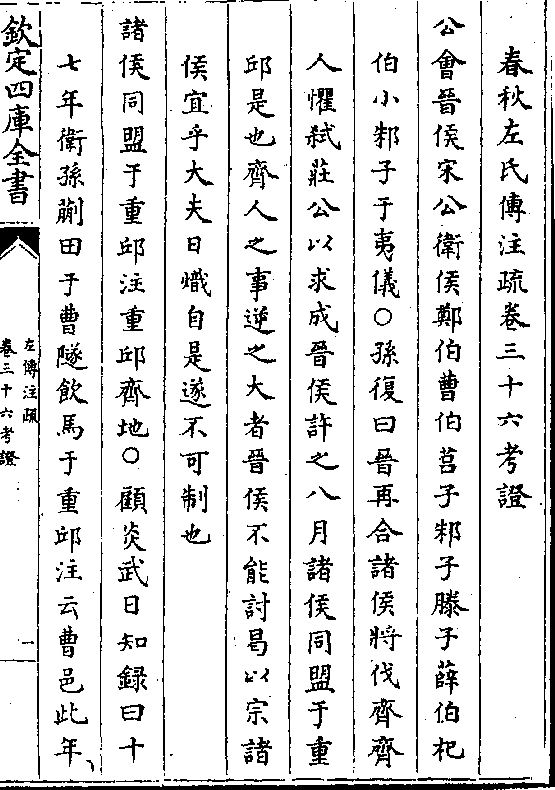 春秋左氏傳注疏卷三十六考證
公會晉侯宋公衛侯鄭伯曹伯莒子邾子滕子薛伯杞
伯小邾子于夷儀○孫復曰晉再合諸侯將伐齊齊
人懼弑莊公以求成晉侯許之八月諸侯同盟于重
邱是也齊人之事逆之大者晉侯不能討曷以宗諸
侯宜乎大夫日熾自是遂不可制也
諸侯同盟于重邱注重邱齊地○顧炎武日知録曰十
七年衛孫蒯田于曹隧飲馬于重邱注云曹邑此年
欽定四庫全書
左傳注疏
卷三十六考證
一